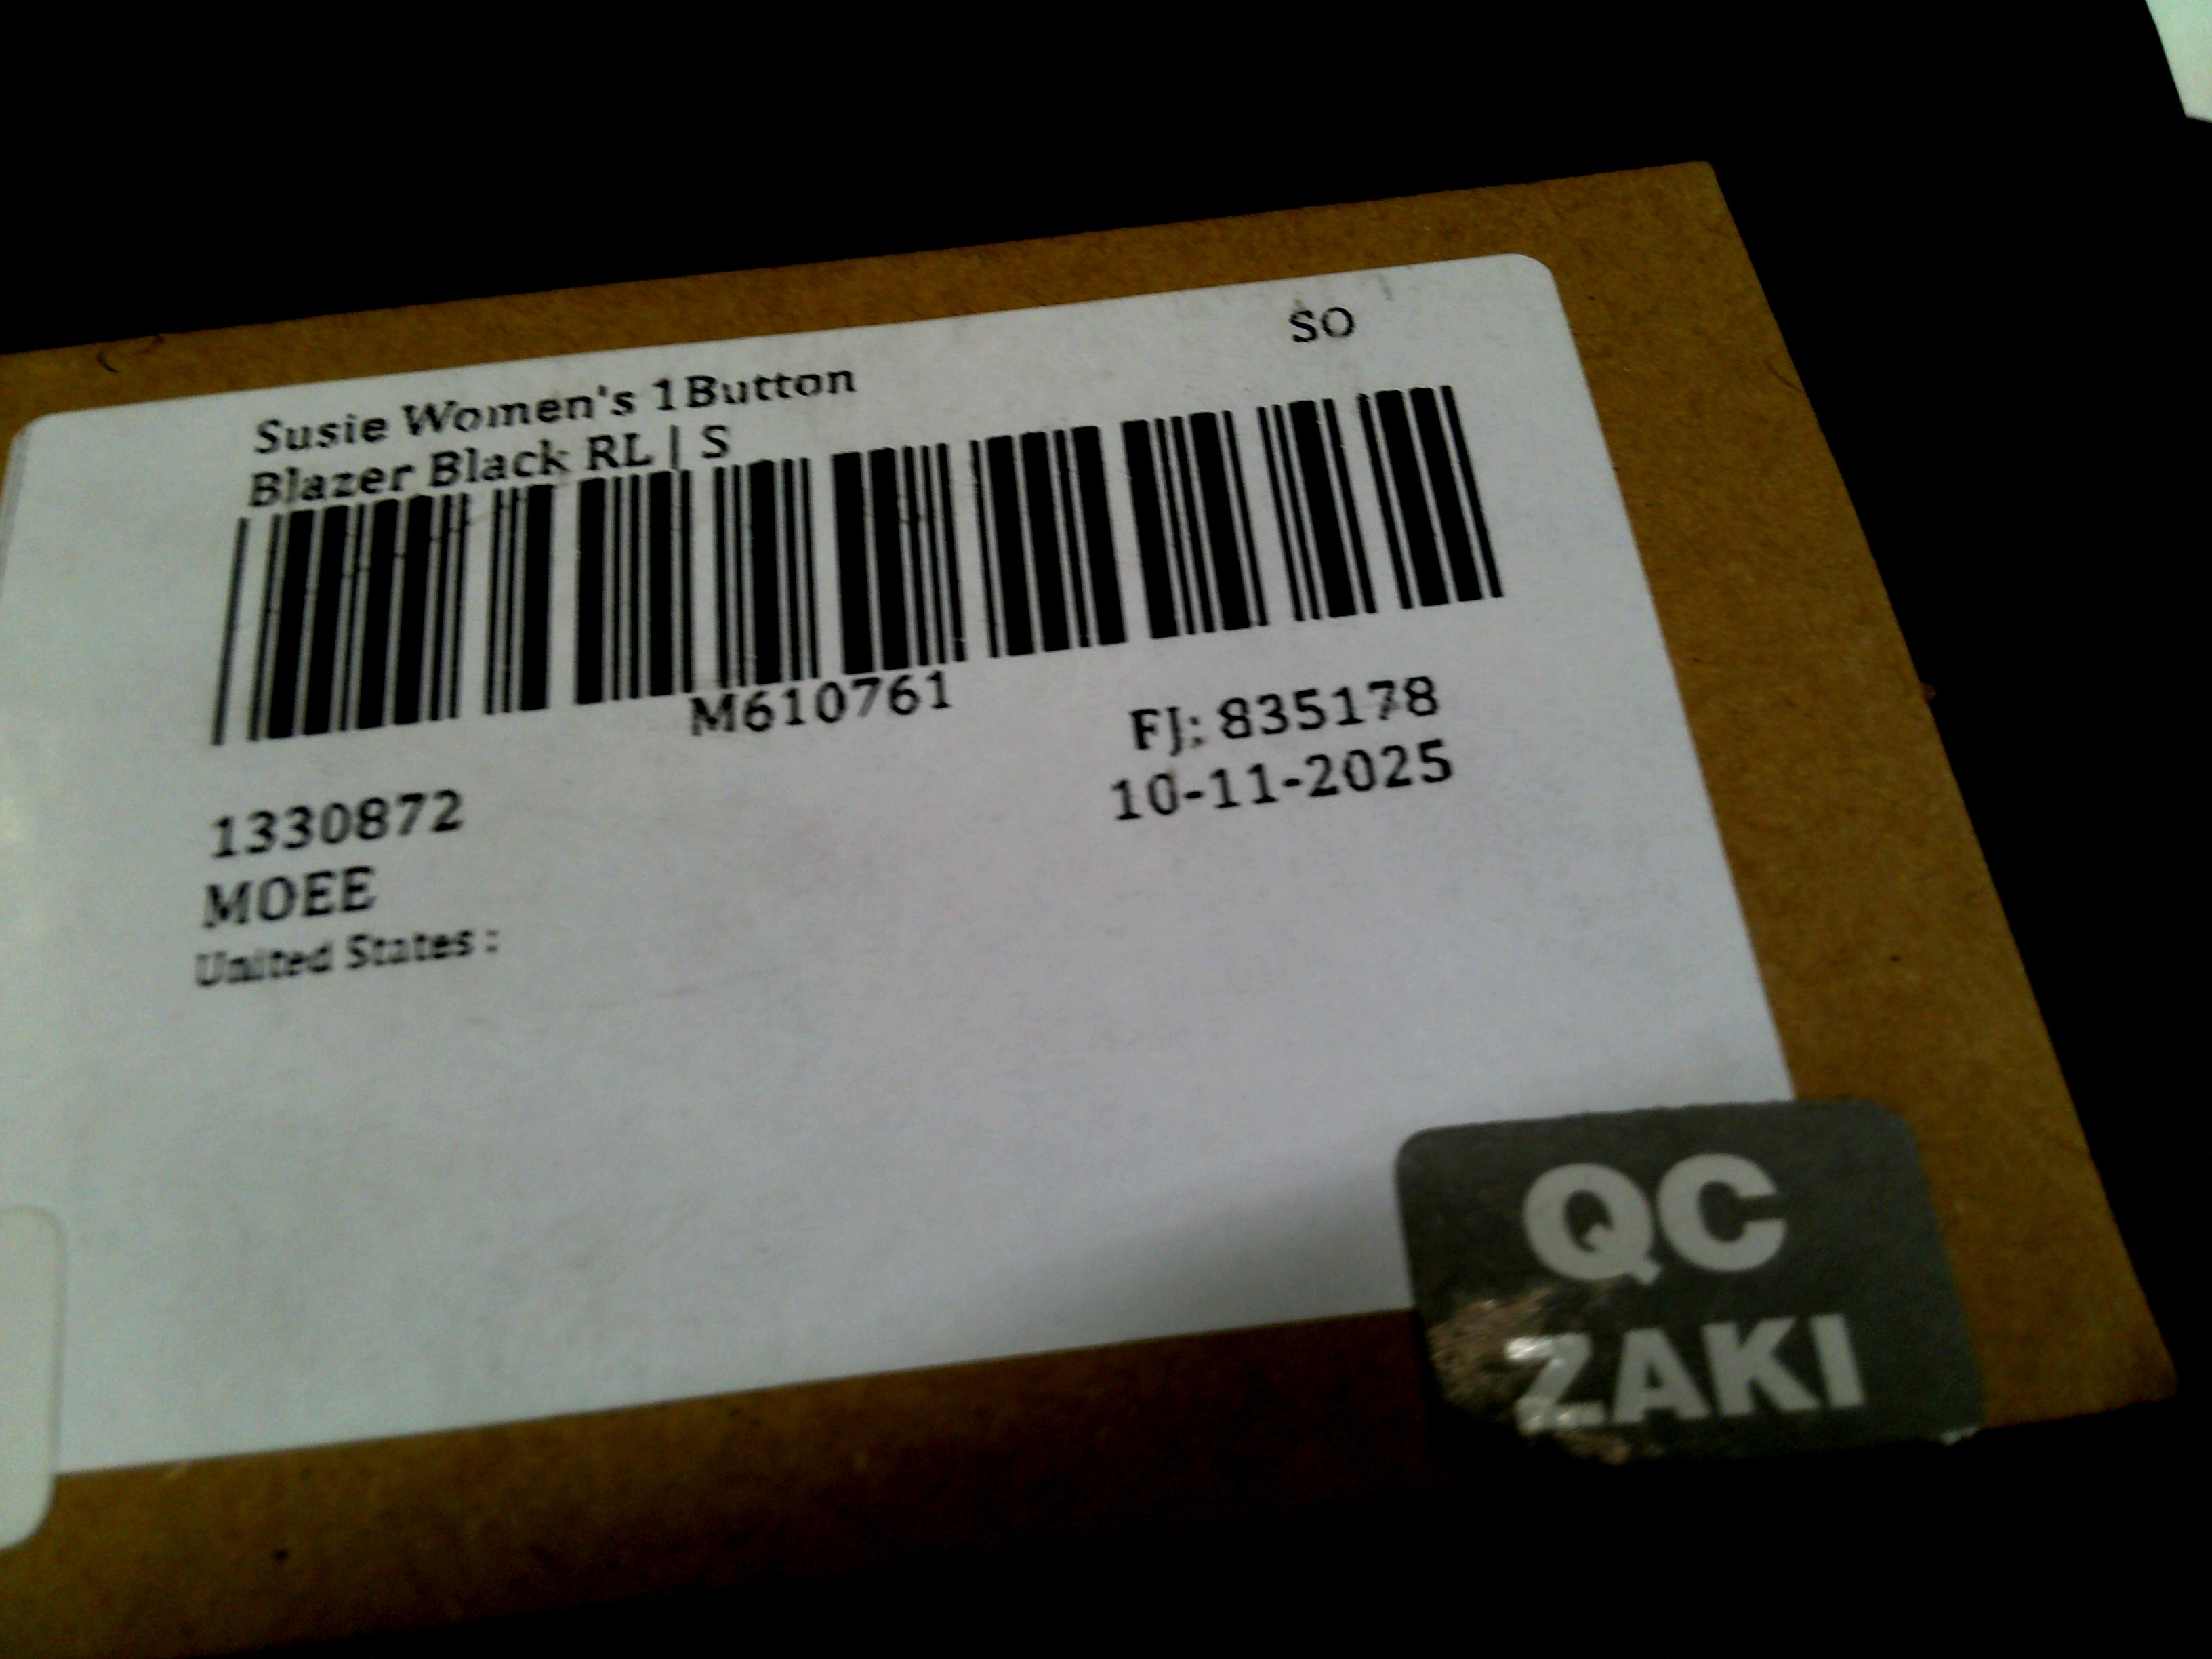 SO
Susie Women's 1Button
Blazer Black RL | S
M610761
FJ: 835178
10-11-2025
1330872
MOEE
United States :
QC
ZAKI